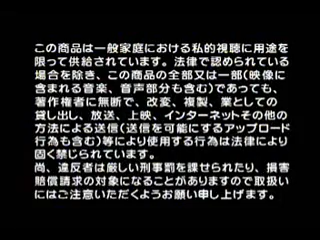 この商品は一般家庭における私的視聴に用途を
限って供給されています。法律で認められている
場合を除き、この商品の全部又は一部(映像に
含まれる音楽、音声部分も含む)であっても、
著作権者に無断で、改変、複製、業としての
貸し出し、放送、上映、インターネットその他の
方法による送信(送信を可能にするアップロード
行為も含む)等により使用する行為は法律により
固く禁じられています。
尚、違反者は厳しい刑事罰を課せられたり、損害
賠償請求の対象になることがありますので取扱い
にはご注意いただくようお願い申し上げます。